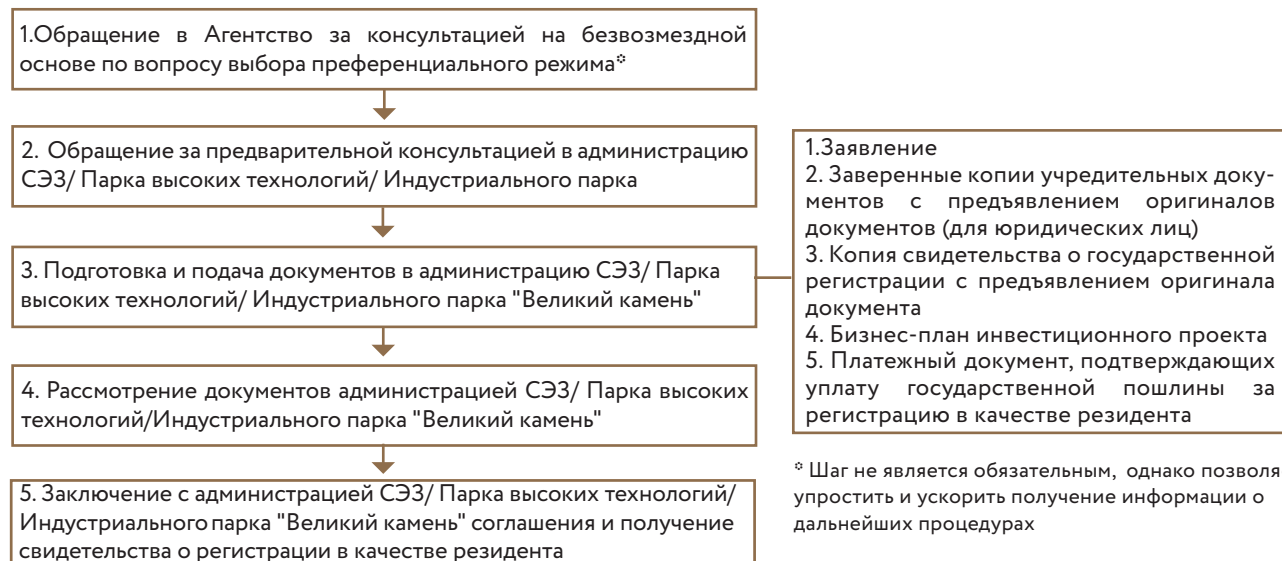 1.Обращение в Агентство за консультацией на безвозмездной
основе по вопросу выбора преференциального режима*
2. Обращение за предварительной консультацией в администрацию
СЭЗ/ Парка высоких технологий/ Индустриального парка
3. Подготовка и подача документов в администрацию СЭЗ/ Парка
высоких технологий/ Индустриального парка "Великий камень"
4. Рассмотрение документов администрацией СЭЗ/ Парка высоких
технологий/Индустриального парка "Великий камень"
5. Заключение с администрацией СЭЗ/ Парка высоких технологий/
Индустриального парка "Великий камень" соглашения и получение
свидетельства о регистрации в качестве резидента
1.Заявление
2. Заверенные копии учредительных доку-
ментов с предъявлением оригиналов
документов (для юридических лиц)
3. Копия свидетельства о государственной
регистрации с предъявлением оригинала
документа
4. Бизнес-план инвестиционного проекта
5. Платежный документ, подтверждающих
уплату государственной пошлины за
регистрацию в качестве резидента
* Шаг не является обязательным, однако позволя
упростить и ускорить получение информации о
дальнейших процедурах